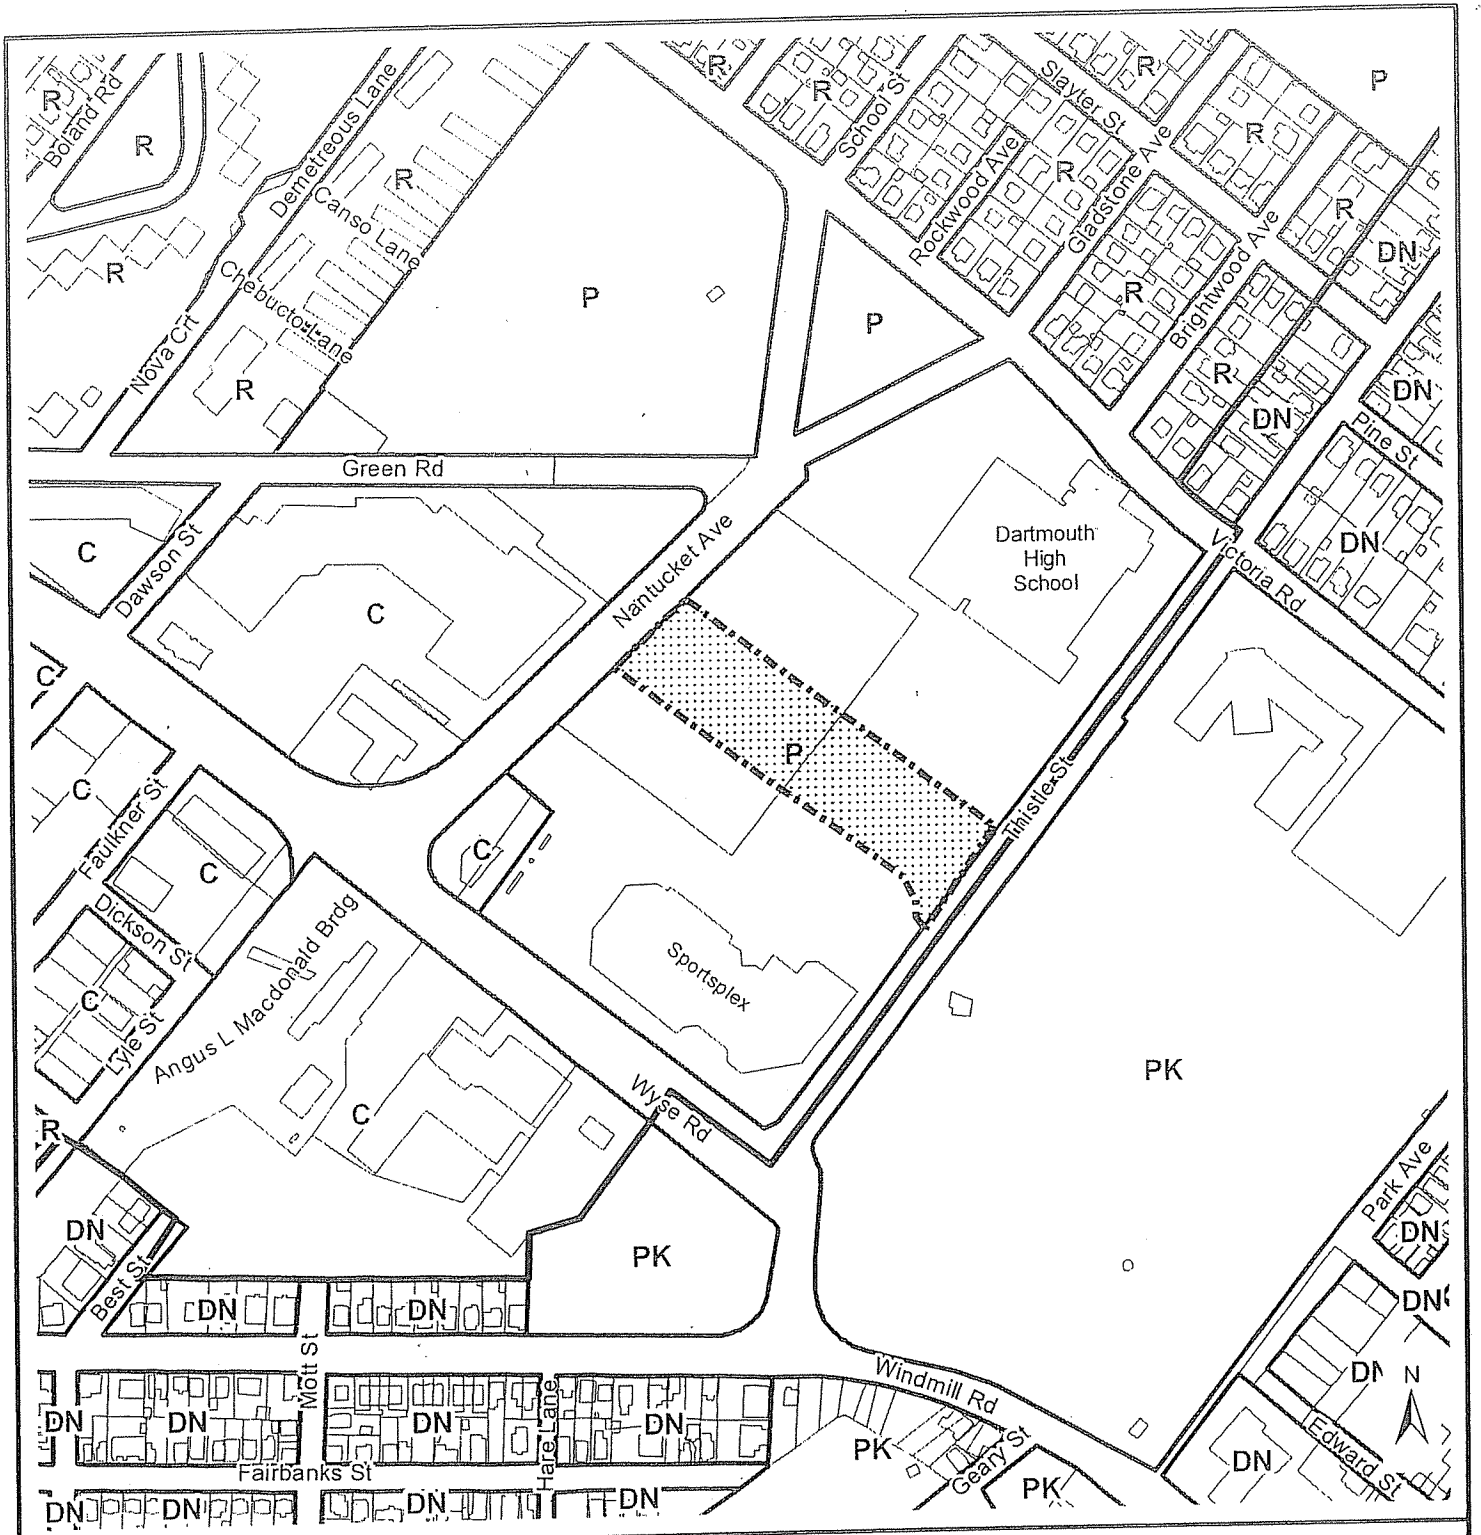 R
R
P
R
Boland Rd
R
School St
Slayter St
R
Demetreous Lane
R
Rockwood Ave
R
Gladstone Ave
R
Canso Lane
R
DN
R
Chebucto Lane
P
P
R
Brightwood Ave
Nova Crt
R
R
DN
DN
Pine St
Green Rd
Nantucket Ave
Dartmouth
High
School
Victoria Rd
DN
C
Dawson St
C
C
P
Thistle St
C
Faulkner St
C
C
Dickson St
Angus L Macdonald Brdg
Sportsplex
C
Lyle St
C
Wyse Rd
PK
R
Park Ave
DN
DN
PK
Best St
DN
DN
DN
Mott St
Windmill Rd
N
DN
DN
DN
Hare Lane
DN
PK
Geary St
DN
Edward St
Fairbanks St
PK
DN
DN
DN
DN